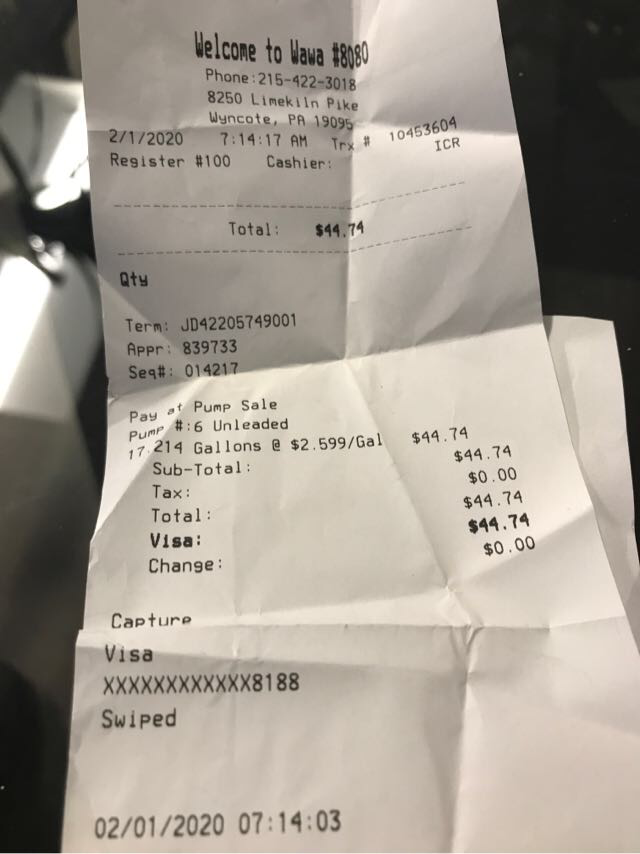 Welcome to Wawa #8080
Phone:215-422-3018
8250 Limekiln Pike
Wyncote, PA 19095
2/1/2020 7:14:17 AM Trx # 10453604
Register #100 Cashier: ICR
Total: $44.74
Qty
Term: JD42205749001
Appr: 839733
Seq#: 014217
Pay at Pump Sale
Pump #:6 Unleaded
17.214 Gallons @ $2.599/Gal $44.74
Sub-Total: $44.74
Tax: $0.00
Total: $44.74
Visa: $44.74
Change: $0.00
Capture
Visa
XXXXXXXXXXXX8188
Swiped
02/01/2020 07:14:03